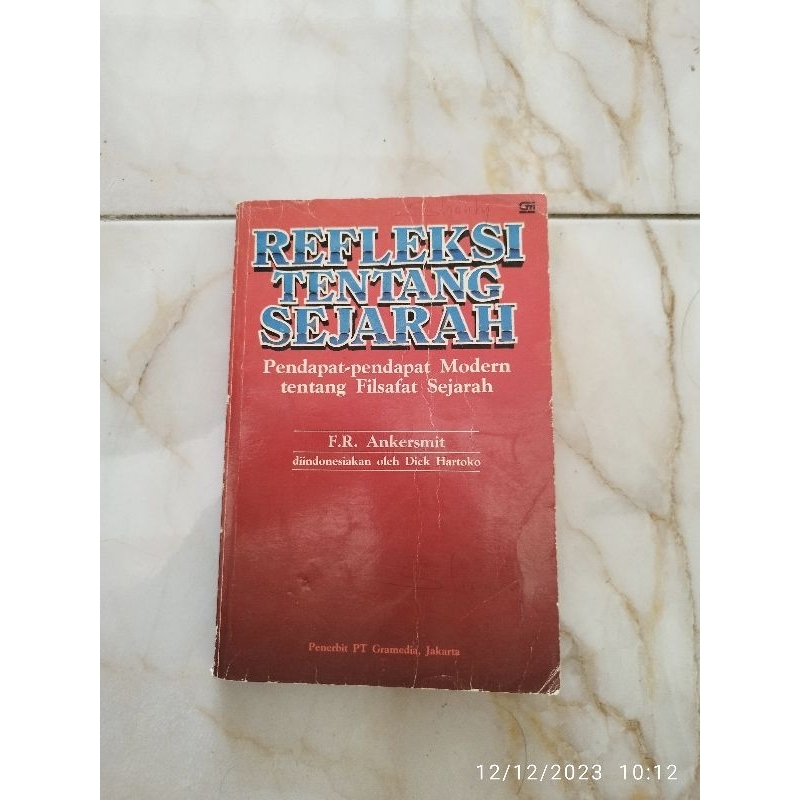 REFLEKSI
TENTANG
SEJARAH
Pendapat-pendapat Modern
tentang Filsafat Sejarah
F.R. Ankersmit
diindonesiakan oleh Dick Hartoko
Penerbit PT Gramedia, Jakarta
12/12/2023 10:12